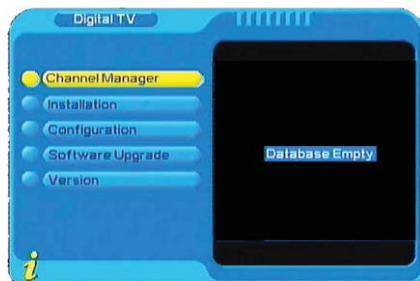 Digital TV
Channel Manager
Installation
Configuration
Software Upgrade
Version
Database Empty
i